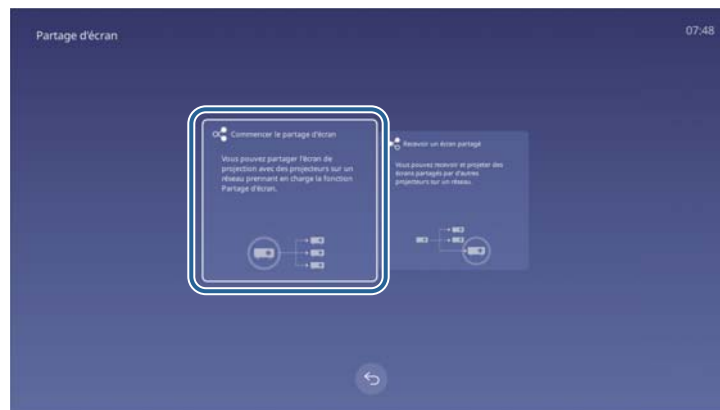 Partage d'écran
07:48
Commencer le partage d'écran
Vous pouvez partager l'écran de
projection avec des projecteurs sur un
réseau prennant en charge la fonction
Partage d'écran.
Recevoir un écran partagé
Vous pouvez recevoir et projeter des
écrans partagés par d'autres
projecteurs sur un réseau.